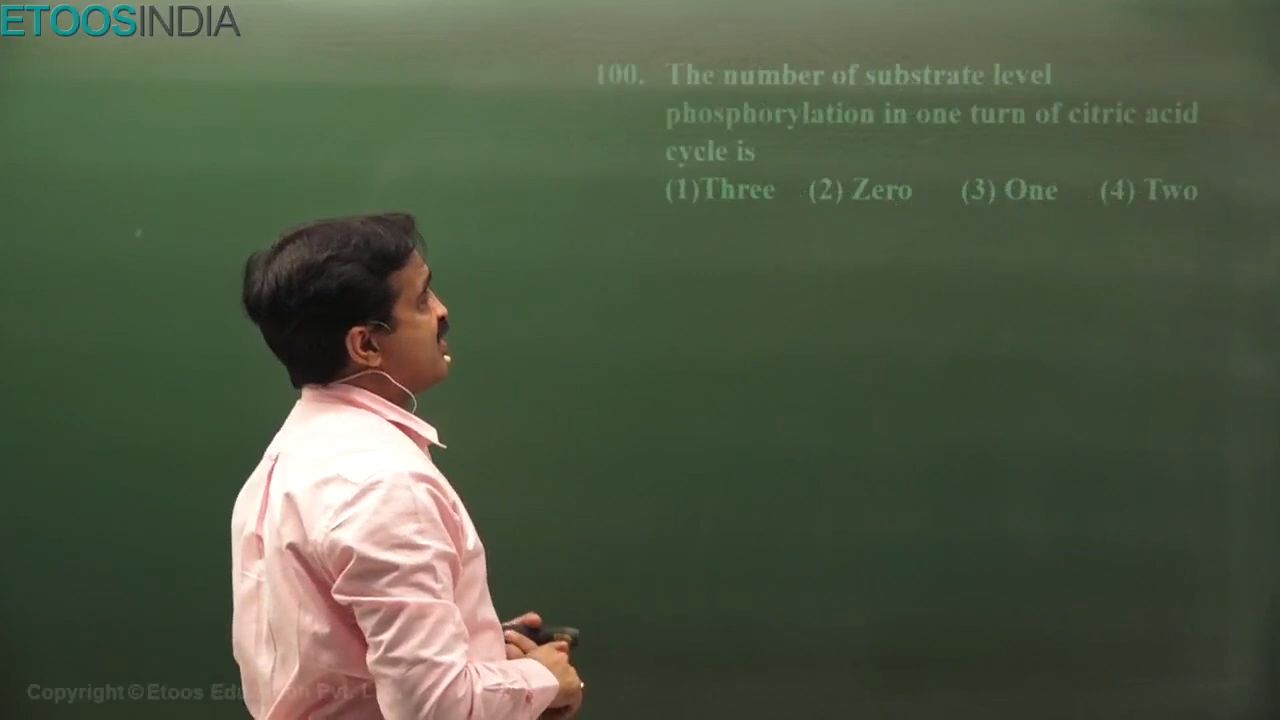 ETOOSINDIA
100. The number of substrate level
phosphorylation in one turn of citric acid
cycle is
(1)Three (2) Zero (3) One (4) Two
Copyright © Etoos Edu